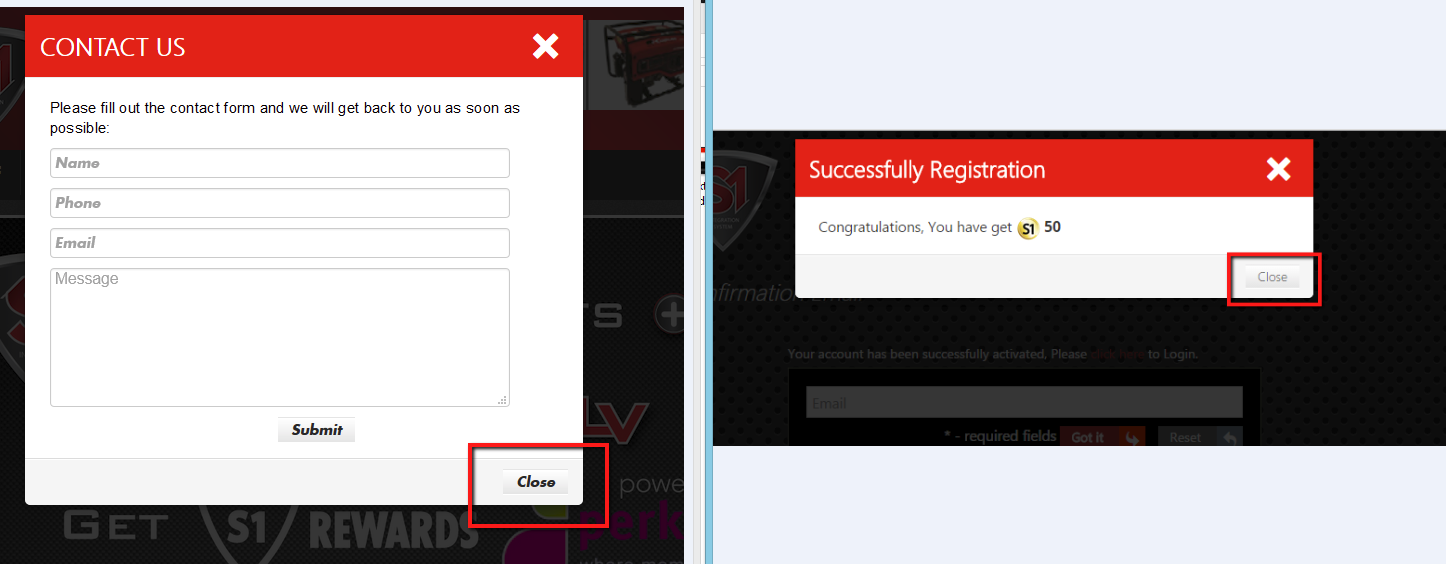 CONTACT US
Please fill out the contact form and we will get back to you as soon as
possible:
Name
Phone
Email
Message
Submit
Close
TS
LV
powe
GET S1 REWARDS
perk
Successfully Registration
Congratulations, You have get S1 50
Close
nfirmation Email
Your account has been successfully activated, Please click here to Login.
Email
* - required fields Got It Reset